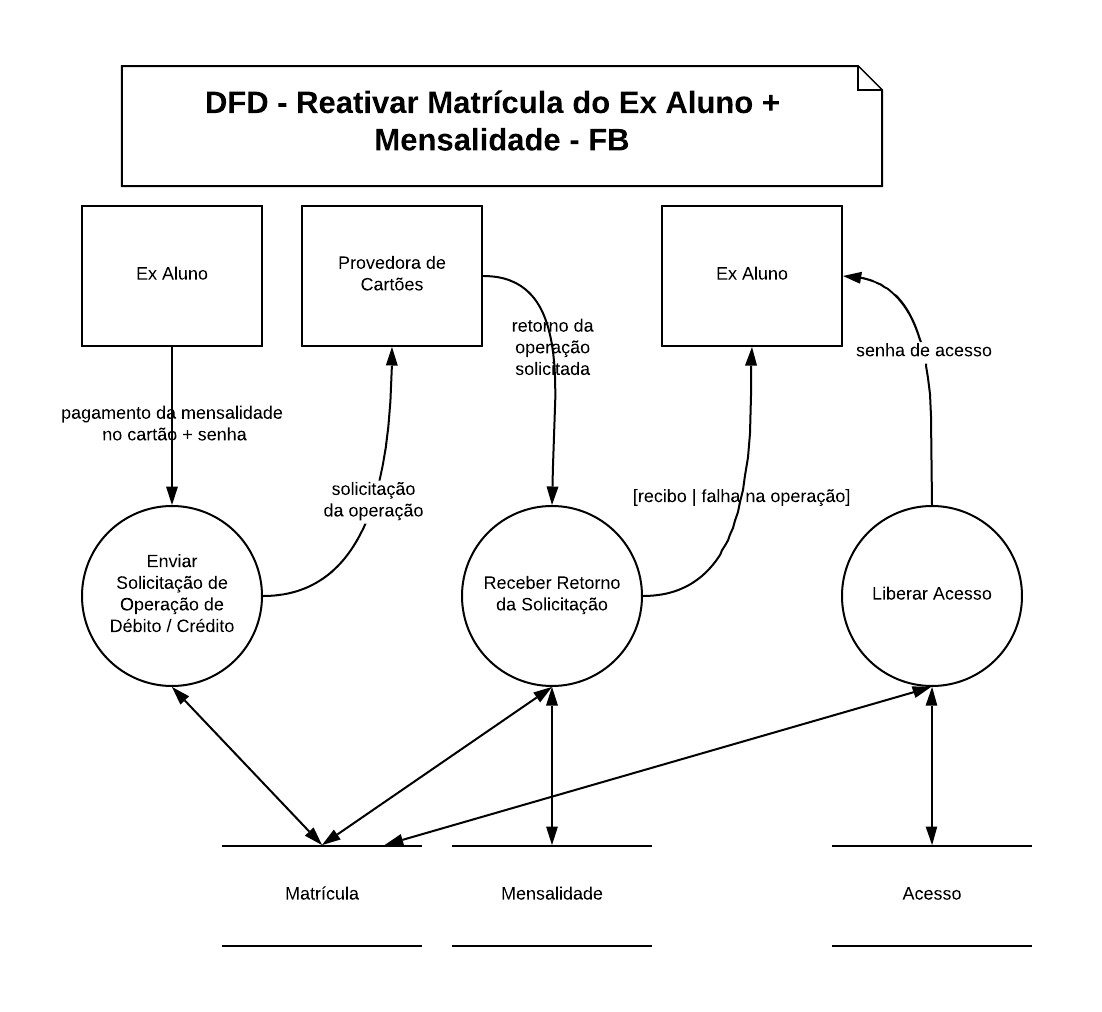 DFD - Reativar Matrícula do Ex Aluno +
Mensalidade - FB
Ex Aluno
Provedora de
Cartões
Ex Aluno
retorno da
operação
solicitada
senha de acesso
pagamento da mensalidade
no cartão + senha
solicitação
da operação
[recibo | falha na operação]
Enviar
Solicitação de
Operação de
Débito / Crédito
Receber Retorno
da Solicitação
Liberar Acesso
Matrícula
Mensalidade
Acesso